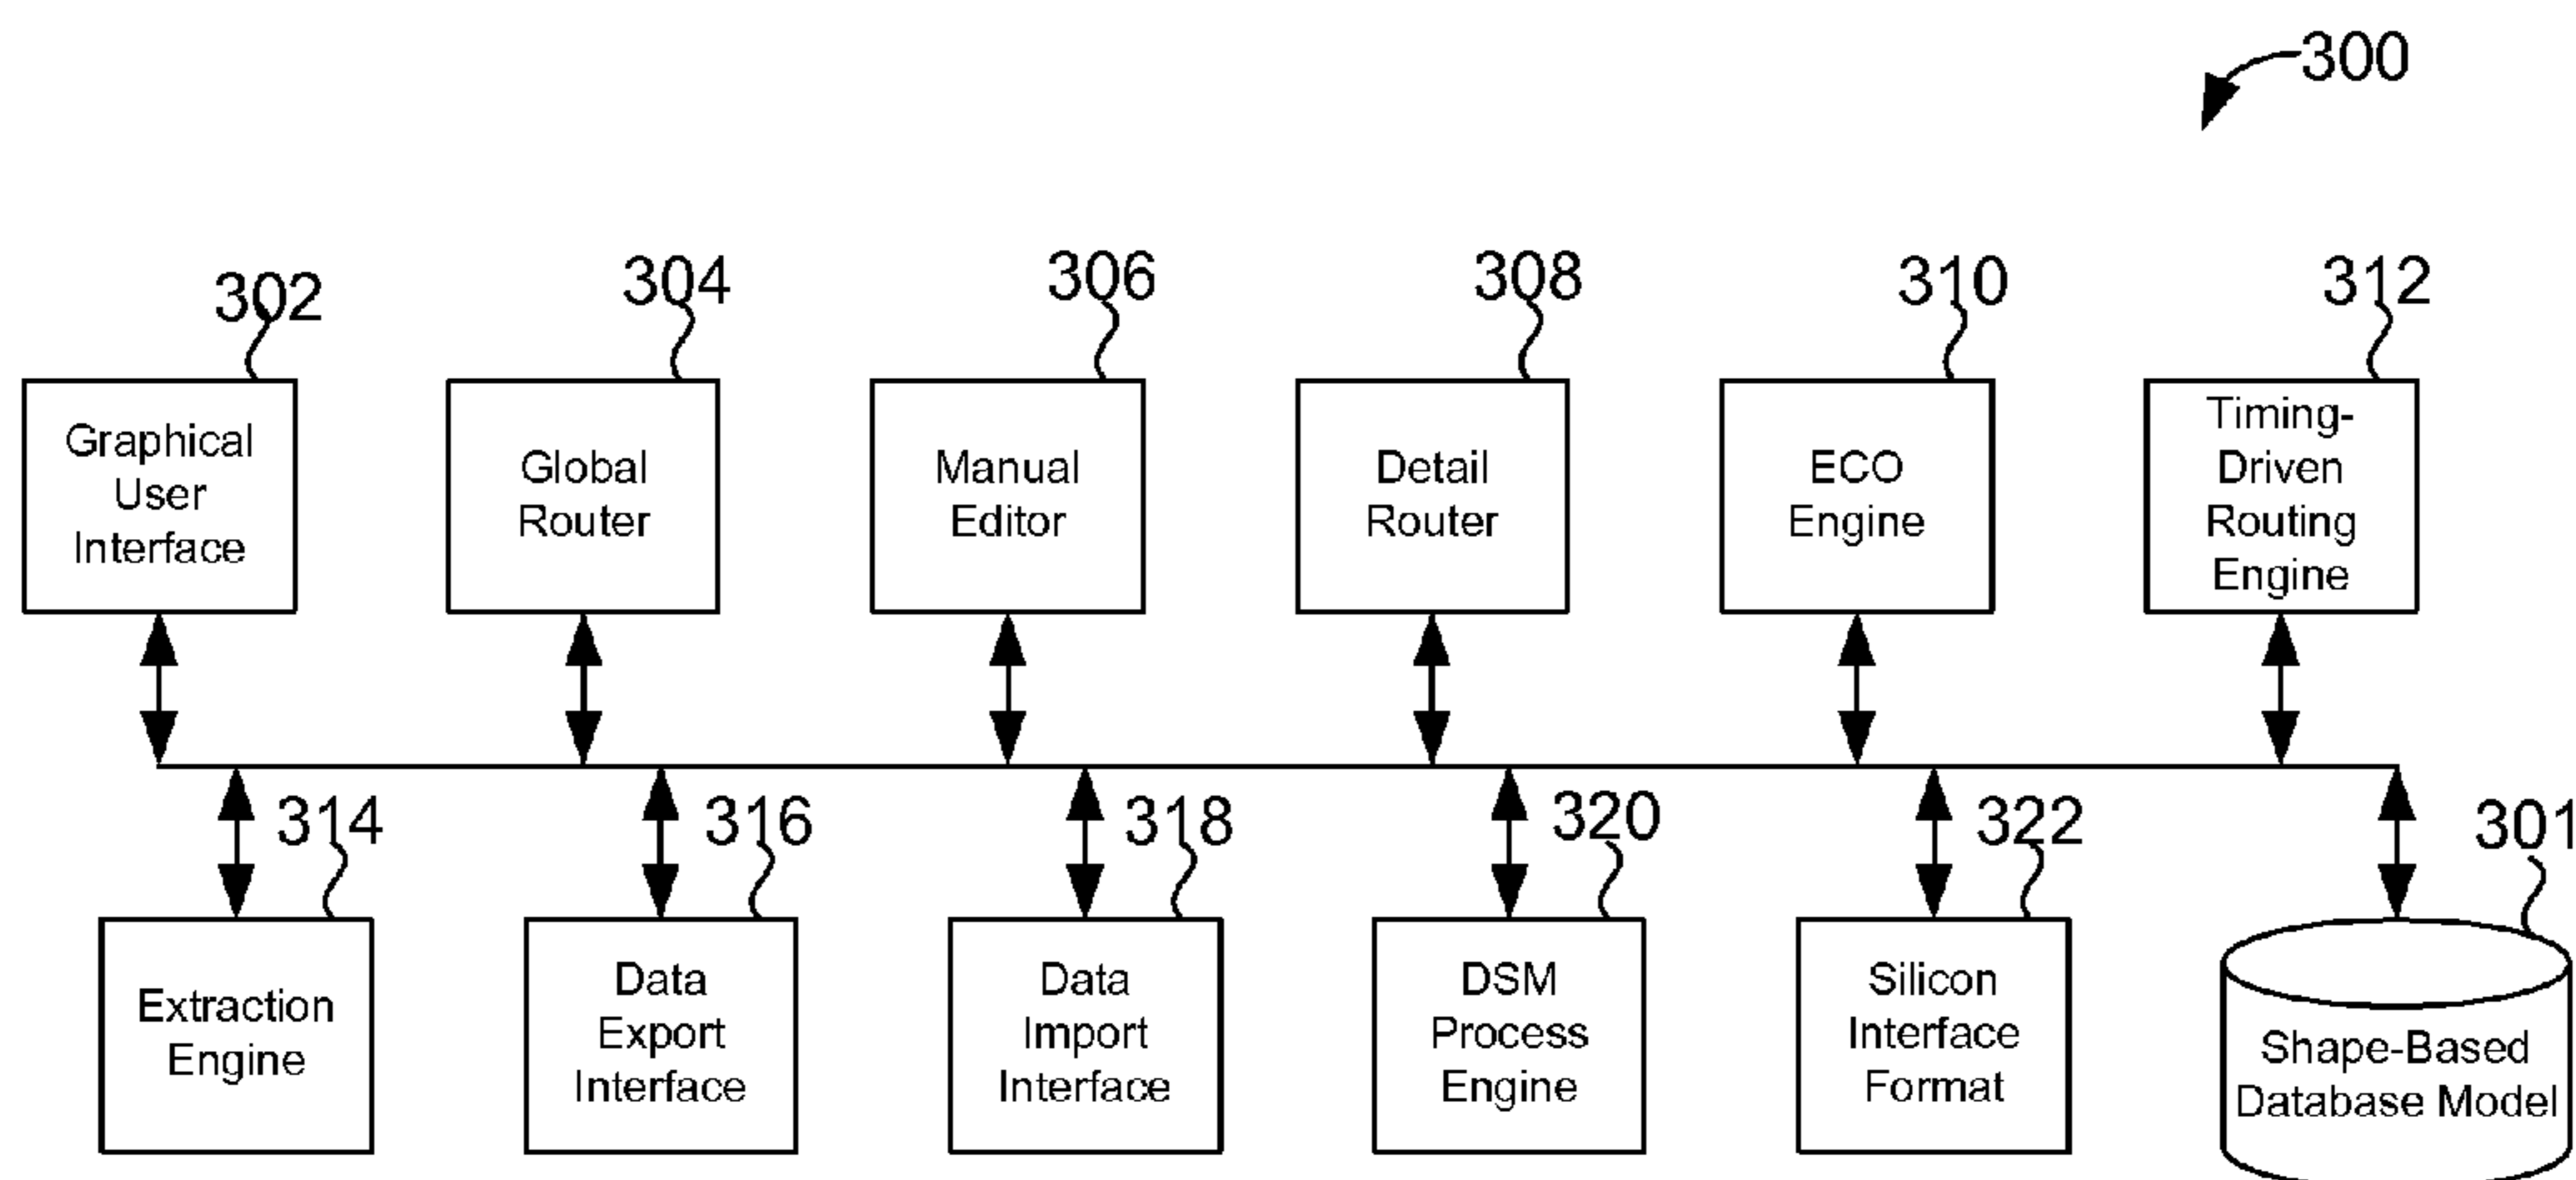 300
302
304
306
308
310
312
Graphical
User
Interface
Global
Router
Manual
Editor
Detail
Router
ECO
Engine
Timing-
Driven
Routing
Engine
314
316
318
320
322
301
Extraction
Engine
Data
Export
Interface
Data
Import
Interface
DSM
Process
Engine
Silicon
Interface
Format
Shape-Based
Database Model